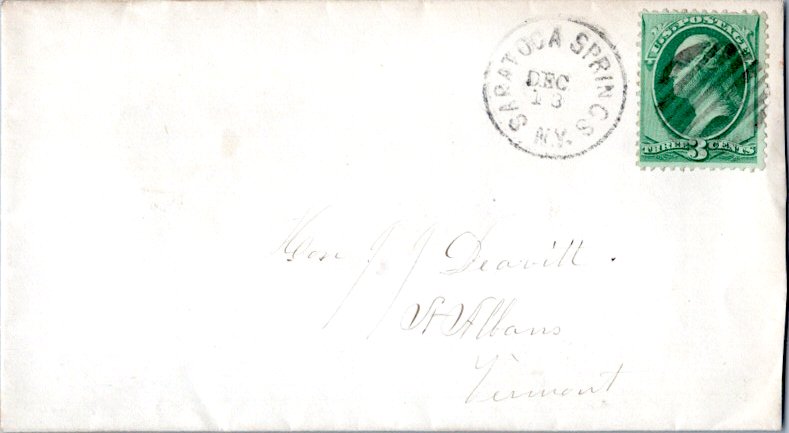 SARATOGA SPRINGS
DEC
13
N.Y.
U.S. POSTAGE
THREE 3 CENTS
Hon J J Deavitt.
St Albans
Vermont